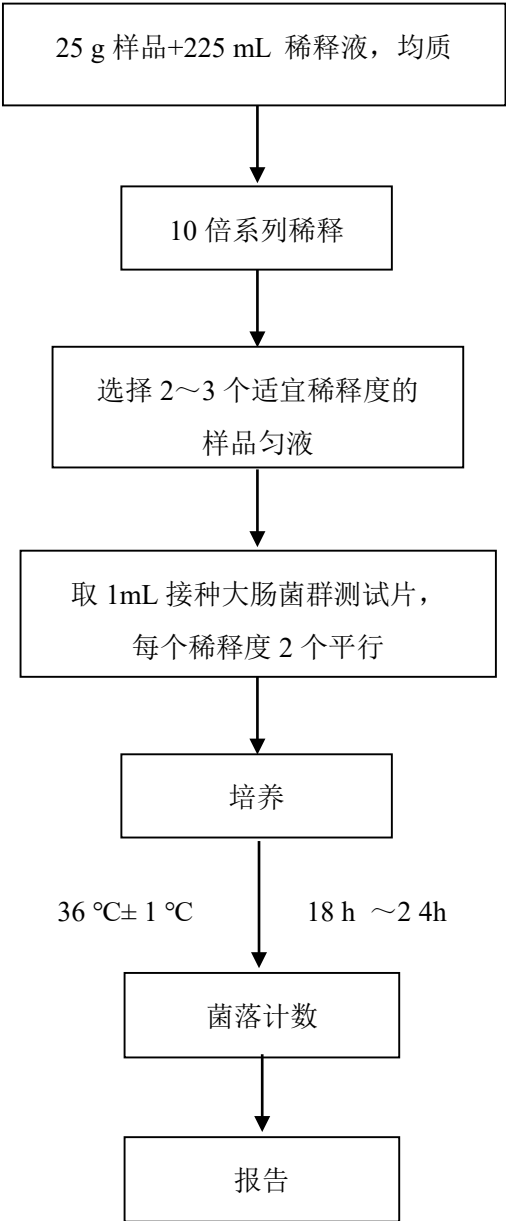 25 g 样品+225 mL 稀释液，均质
10 倍系列稀释
选择 2～3 个适宜稀释度的
样品匀液
取 1mL 接种大肠菌群测试片，
每个稀释度 2 个平行
培养
36 ℃± 1 ℃ 18 h ～2 4h
菌落计数
报告